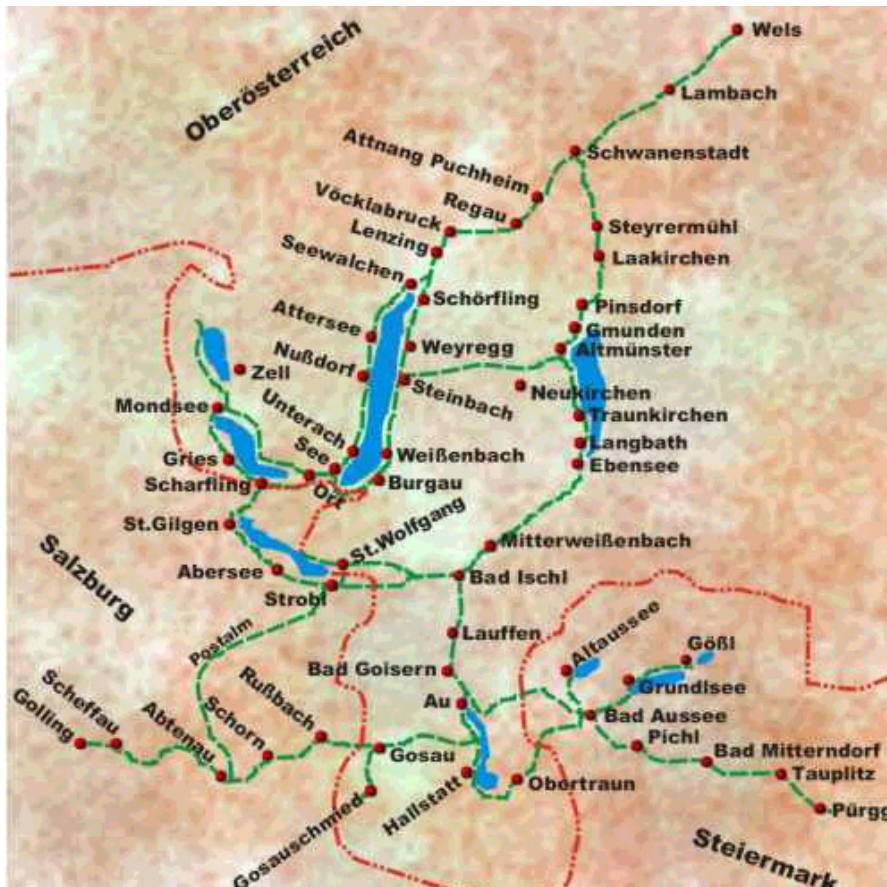 Wels
Oberösterreich
Lambach
Schwanenstadt
Attnang Puchheim
Regau
Vöcklabruck
Lenzing
Steyrermühl
Laakirchen
Seewalchen
Schörfling
Pinsdorf
Gmunden
Altmünster
Attersee
Weyregg
Nußdorf
Steinbach
Neukirchen
Zell
Mondsee
Traunkirchen
Unterach
Langbath
See
Weißenbach
Gries
Ebensee
Scharfling
Ort
Burgau
St.Gilgen
St.Wolfgang
Mitterweißenbach
Salzburg
Abersee
Bad Ischl
Strobl
Postalm
Lauffen
Altaussee
Gößl
Bad Goisern
Grundlsee
Rußbach
Au
Scheffau
Golling
Abtenau
Schorn
Bad Aussee
Pichl
Gosau
Bad Mitterndorf
Hallstatt
Obertraun
Tauplitz
Gosauschmied
Pürgg
Steiermark